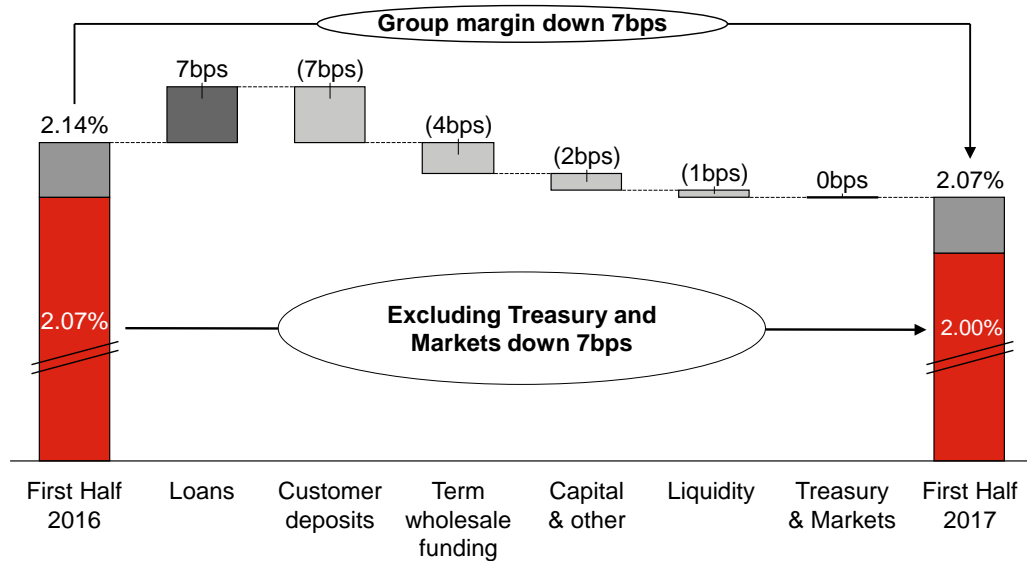 Group margin down 7bps
2.14%
7bps
(7bps)
(4bps)
(2bps)
(1bps)
0bps
2.07%
2.07%
Excluding Treasury and
Markets down 7bps
2.00%
First Half
2016
Loans
Customer
deposits
Term
wholesale
funding
Capital
& other
Liquidity
Treasury
& Markets
First Half
2017